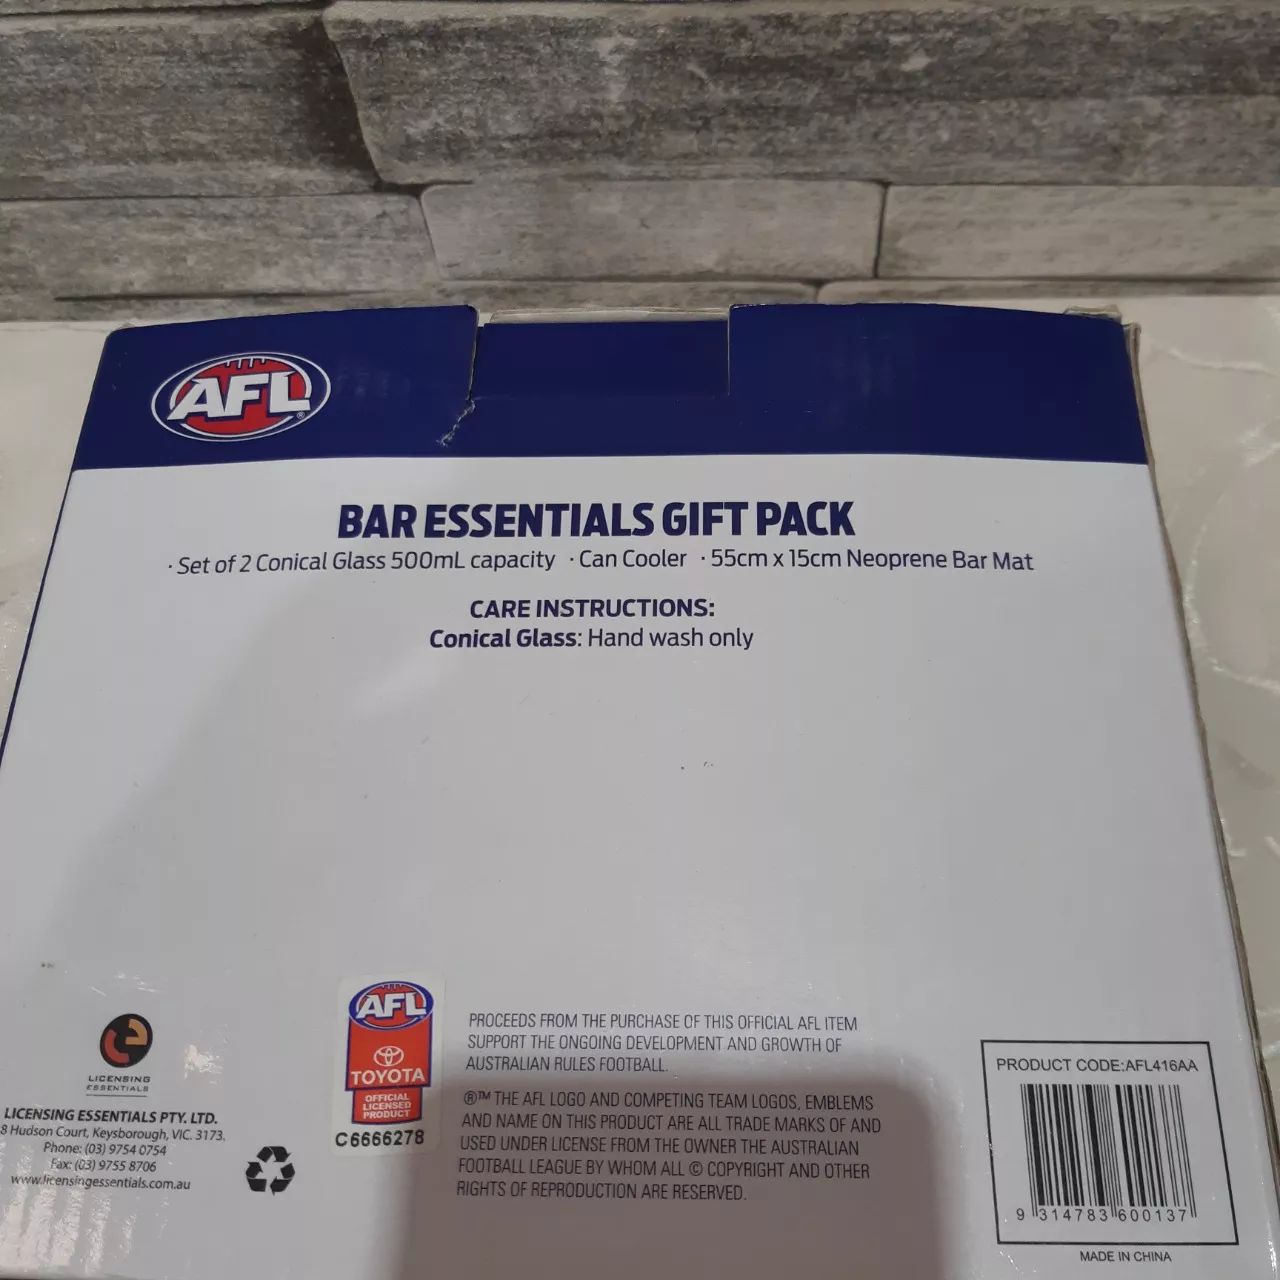 AFL
®
BAR ESSENTIALS GIFT PACK
· Set of 2 Conical Glass 500mL capacity · Can Cooler · 55cm x 15cm Neoprene Bar Mat
CARE INSTRUCTIONS:
Conical Glass: Hand wash only
LICENSING
ESSENTIALS
LICENSING ESSENTIALS PTY. LTD.
8 Hudson Court, Keysborough, VIC. 3173.
Phone: (03) 9754 0754
Fax: (03) 9755 8706
www.licensingessentials.com.au
AFL
TOYOTA
OFFICIAL
LICENSED
PRODUCT
C6666278
PROCEEDS FROM THE PURCHASE OF THIS OFFICIAL AFL ITEM
SUPPORT THE ONGOING DEVELOPMENT AND GROWTH OF
AUSTRALIAN RULES FOOTBALL.
®™ THE AFL LOGO AND COMPETING TEAM LOGOS, EMBLEMS
AND NAME ON THIS PRODUCT ARE ALL TRADE MARKS OF AND
USED UNDER LICENSE FROM THE OWNER THE AUSTRALIAN
FOOTBALL LEAGUE BY WHOM ALL © COPYRIGHT AND OTHER
RIGHTS OF REPRODUCTION ARE RESERVED.
PRODUCT CODE:AFL416AA
9 314783 600137
MADE IN CHINA